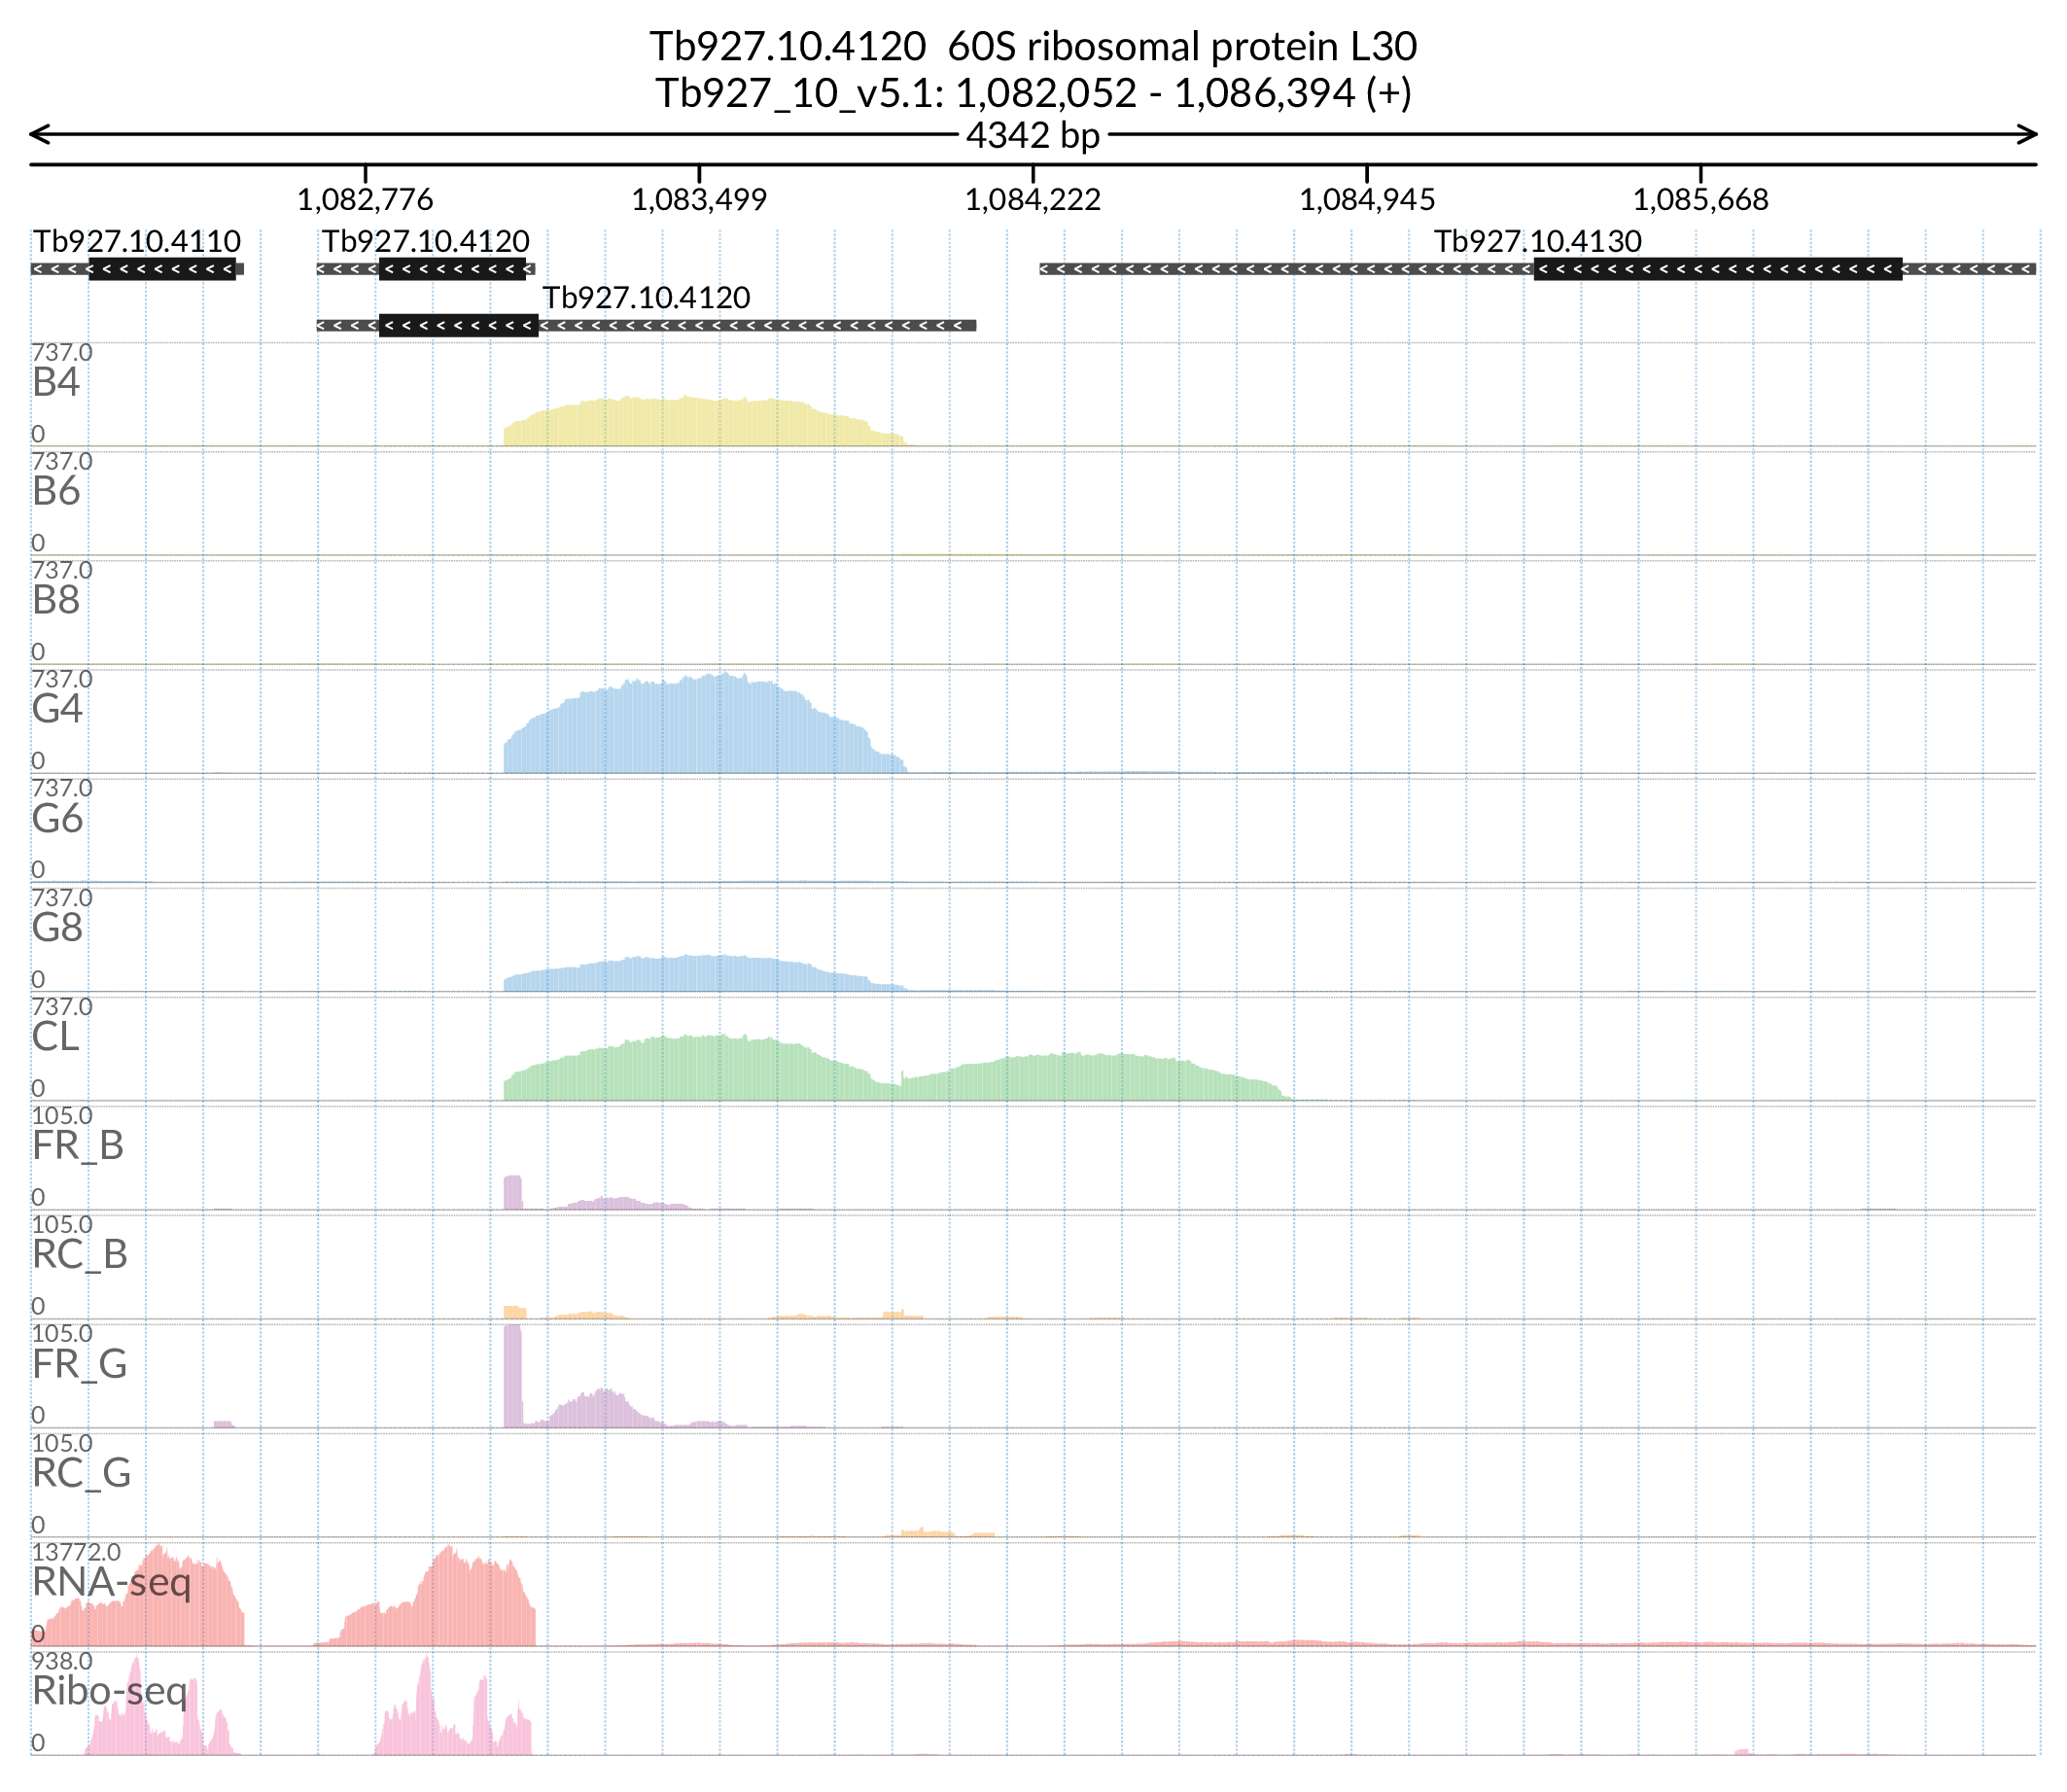 Tb927.10.4120  60S ribosomal protein L30
Tb927_10_v5.1: 1,082,052 - 1,086,394 (+)
4342 bp
1,082,776 1,083,499 1,084,222 1,084,945 1,085,668
Tb927.10.4110 Tb927.10.4120 Tb927.10.4130
Tb927.10.4120
737.0
B4
0
737.0
B6
0
737.0
B8
0
737.0
G4
0
737.0
G6
0
737.0
G8
0
737.0
CL
0
105.0
FR_B
0
105.0
RC_B
0
105.0
FR_G
0
105.0
RC_G
0
13772.0
RNA-seq
0
938.0
Ribo-seq
0